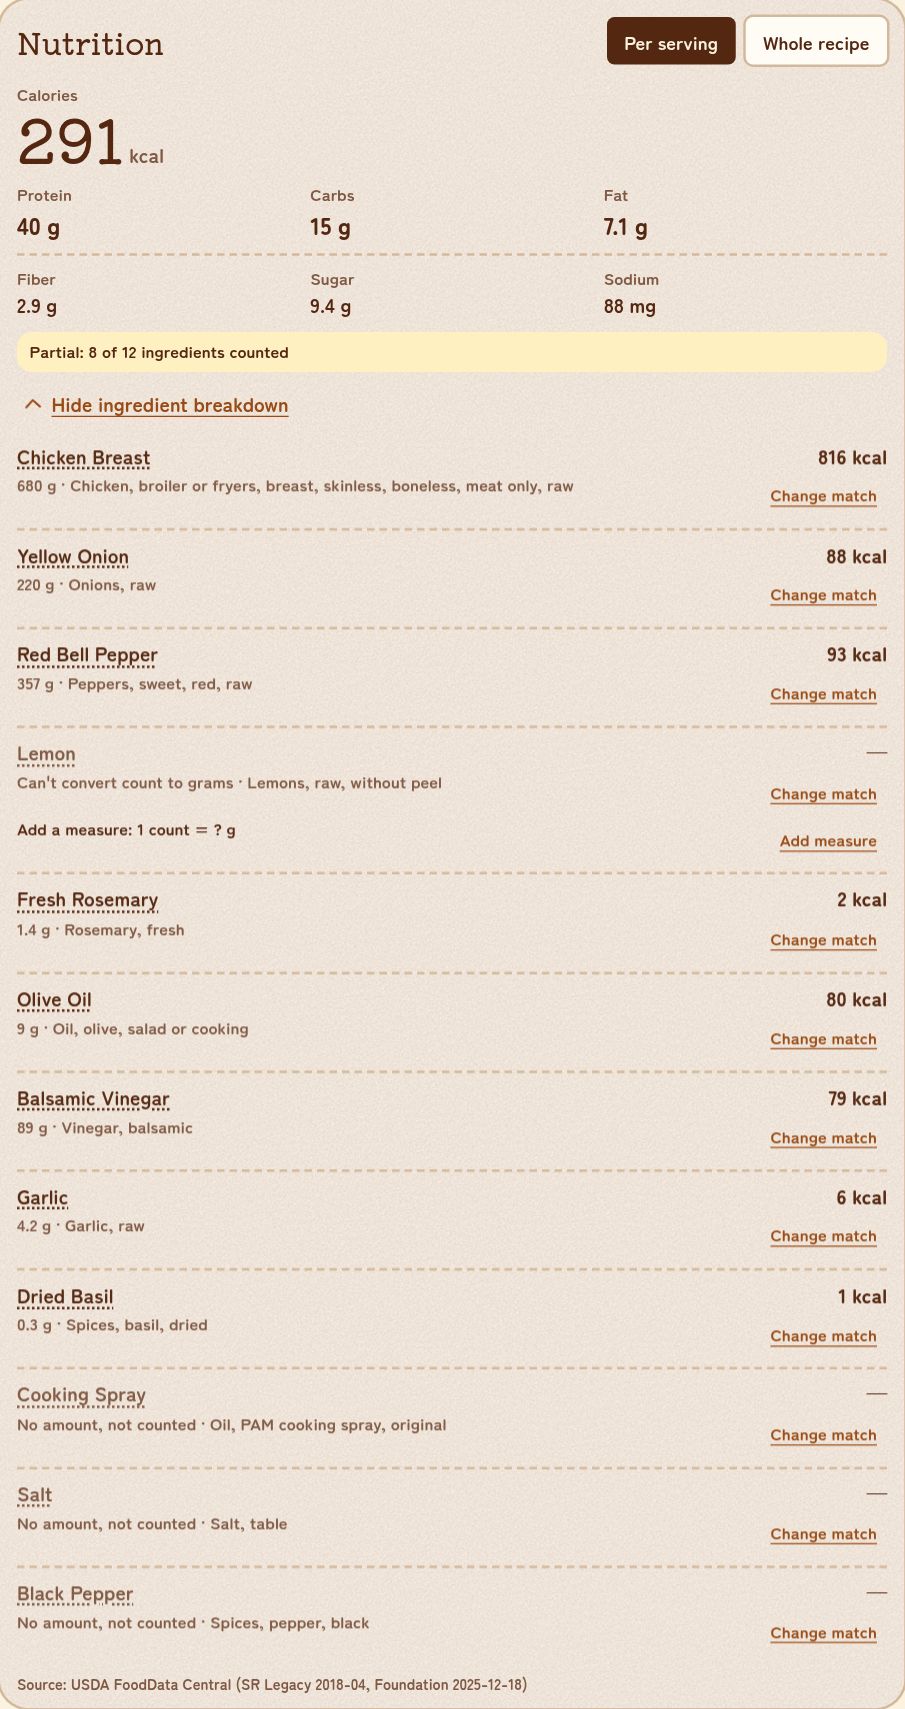 Nutrition
Per serving
Whole recipe
Calories
291 kcal
Protein
Carbs
Fat
40 g
15 g
7.1 g
Fiber
Sugar
Sodium
2.9 g
9.4 g
88 mg
Partial: 8 of 12 ingredients counted
Hide ingredient breakdown
Chicken Breast
816 kcal
680 g · Chicken, broiler or fryers, breast, skinless, boneless, meat only, raw
Change match
Yellow Onion
88 kcal
220 g · Onions, raw
Change match
Red Bell Pepper
93 kcal
357 g · Peppers, sweet, red, raw
Change match
Lemon
—
Can't convert count to grams · Lemons, raw, without peel
Change match
Add a measure: 1 count = ? g
Add measure
Fresh Rosemary
2 kcal
1.4 g · Rosemary, fresh
Change match
Olive Oil
80 kcal
9 g · Oil, olive, salad or cooking
Change match
Balsamic Vinegar
79 kcal
89 g · Vinegar, balsamic
Change match
Garlic
6 kcal
4.2 g · Garlic, raw
Change match
Dried Basil
1 kcal
0.3 g · Spices, basil, dried
Change match
Cooking Spray
—
No amount, not counted · Oil, PAM cooking spray, original
Change match
Salt
—
No amount, not counted · Salt, table
Change match
Black Pepper
—
No amount, not counted · Spices, pepper, black
Change match
Source: USDA FoodData Central (SR Legacy 2018-04, Foundation 2025-12-18)